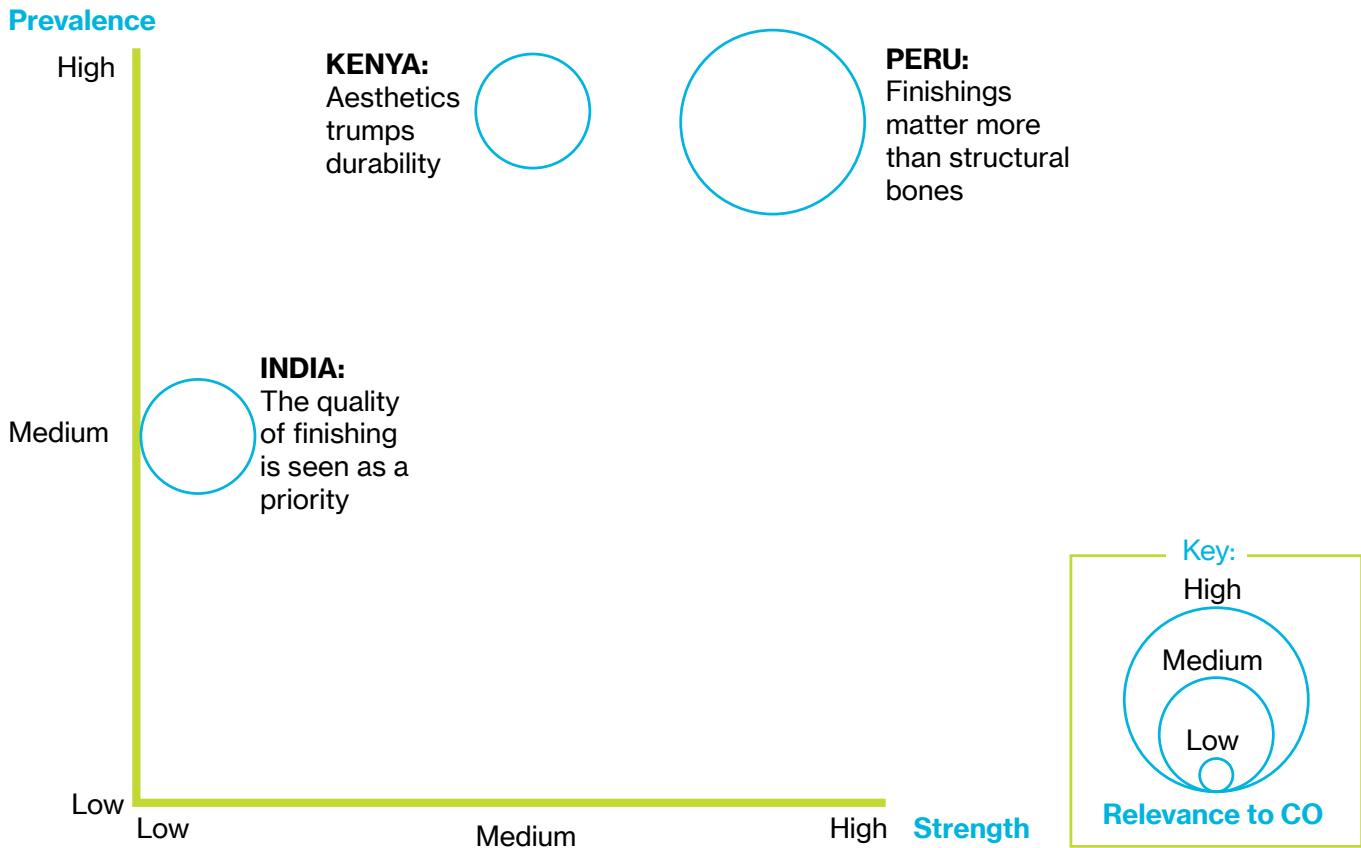 Prevalence
High
KENYA:
Aesthetics
trumps
durability
PERU:
Finishings
matter more
than structural
bones
INDIA:
The quality
of finishing
is seen as a
priority
Medium
Key:
High
Medium
Low
Relevance to CO
Low
Low
Medium
High
Strength